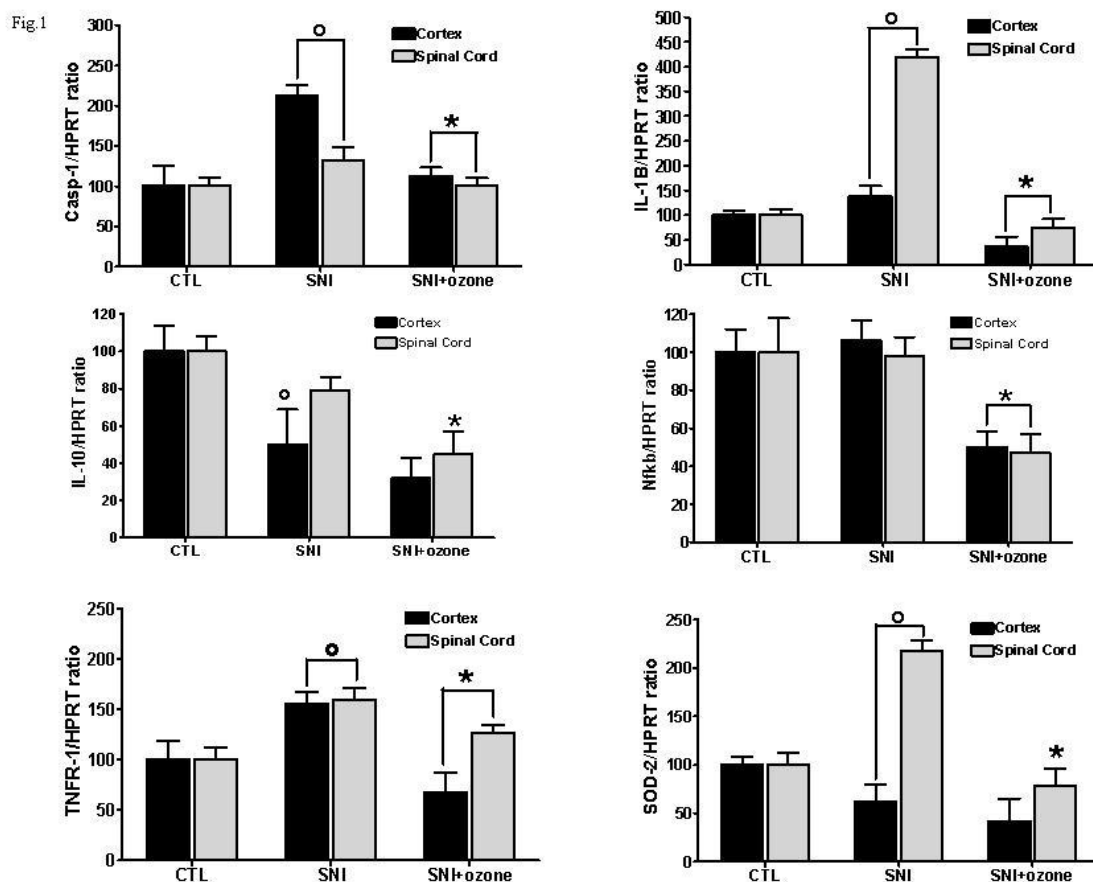 Fig.1
Casp-1/HPRT ratio
300
250
200
150
100
50
0
Cortex
Spinal Cord
*
CTL
SNI
SNI+ozone
IL-1B/HPRT ratio
500
450
400
350
300
250
200
150
100
50
0
Cortex
Spinal Cord
*
CTL
SNI
SNI+ozone
IL-10/HPRT ratio
120
100
80
60
40
20
0
Cortex
Spinal Cord
*
CTL
SNI
SNI+ozone
Nfkb/HPRT ratio
120
100
80
60
40
20
0
Cortex
Spinal Cord
*
CTL
SNI
SNI+ozone
TNFR-1/HPRT ratio
250
200
150
100
50
0
Cortex
Spinal Cord
*
CTL
SNI
SNI+ozone
SOD-2/HPRT ratio
250
200
150
100
50
0
Cortex
Spinal Cord
*
CTL
SNI
SNI+ozone